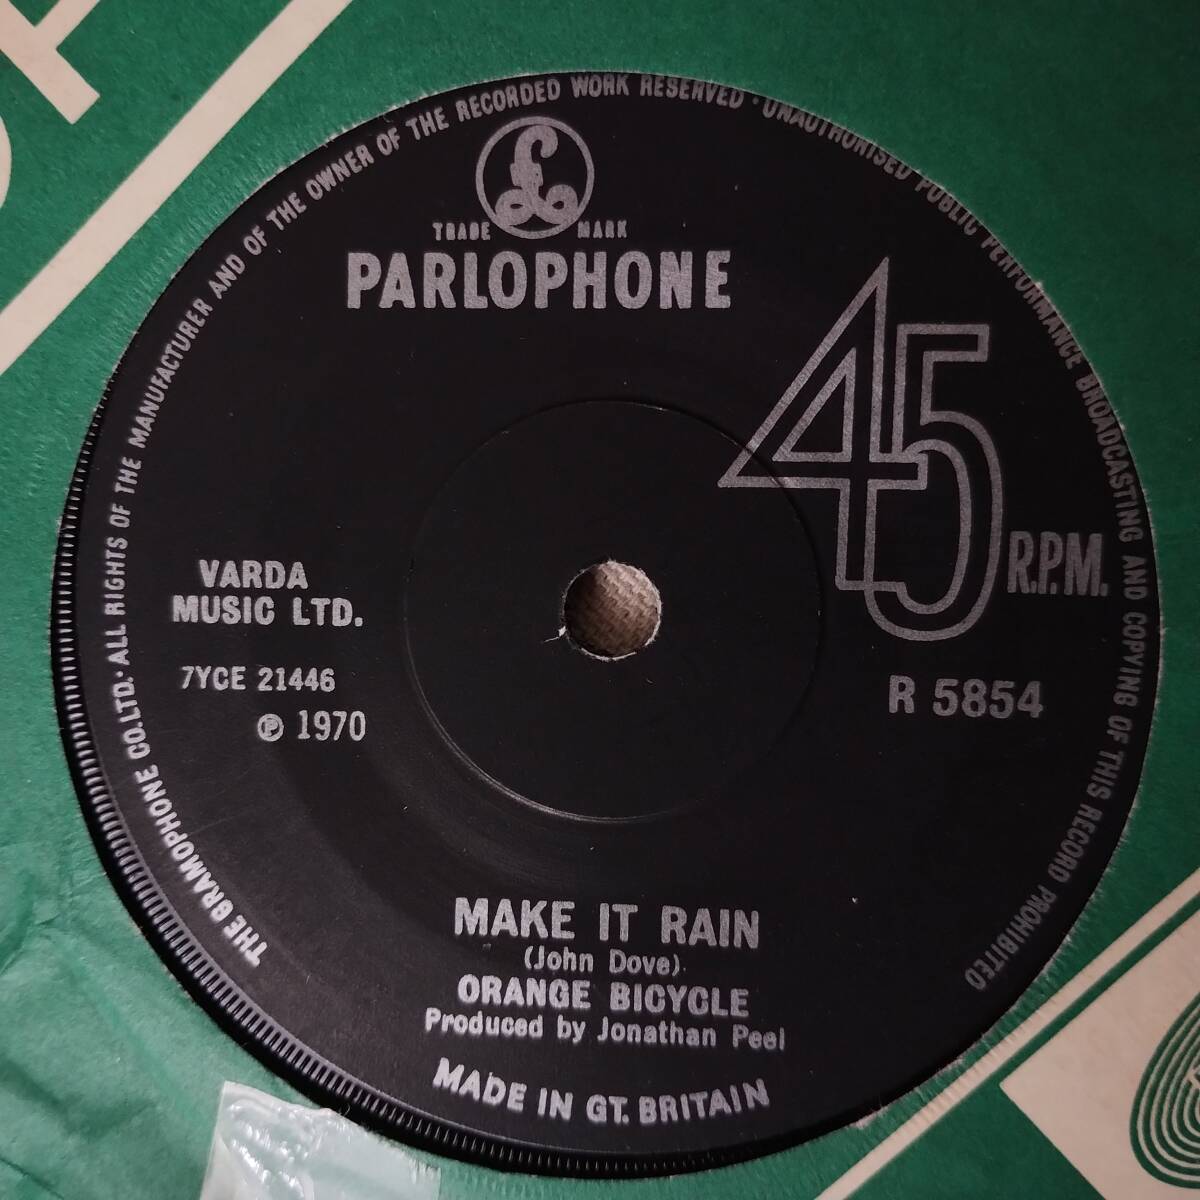 THE BRAMOPHONE CO.LTD. · ALL RIGHTS OF THE MANUFACTURER AND OF THE OWNER OF THE RECORDED WORK RESERVED · UNAUTHORISED PUBLIC PERFORMANCE BROADCASTING AND COPYING OF THIS RECORD PROHIBITED
£
TRADE MARK
PARLOPHONE
45
R.P.M.
VARDA
MUSIC LTD.
7YCE 21446
℗ 1970
R 5854
MAKE IT RAIN
(John Dove)
ORANGE BICYCLE
Produced by Jonathan Peel
MADE IN GT. BRITAIN